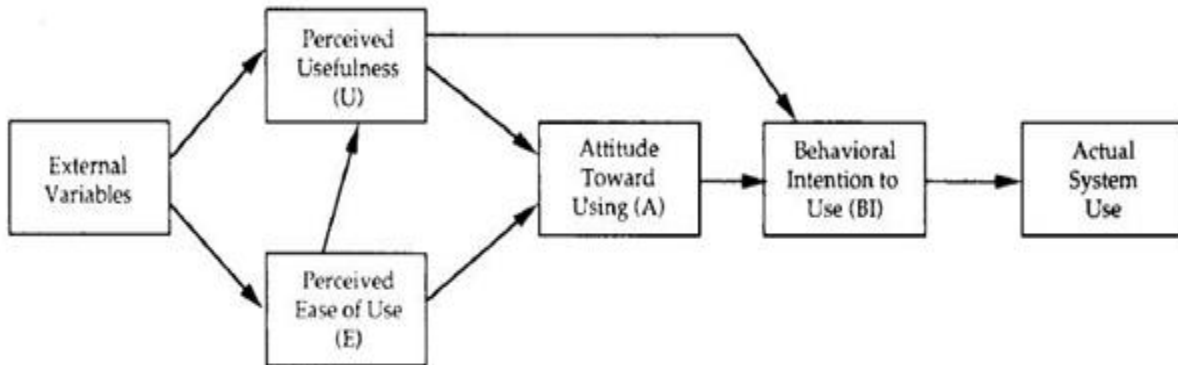 Perceived
Usefulness
(U)
External
Variables
Attitude
Toward
Using (A)
Behavioral
Intention to
Use (BI)
Actual
System
Use
Perceived
Ease of Use
(E)